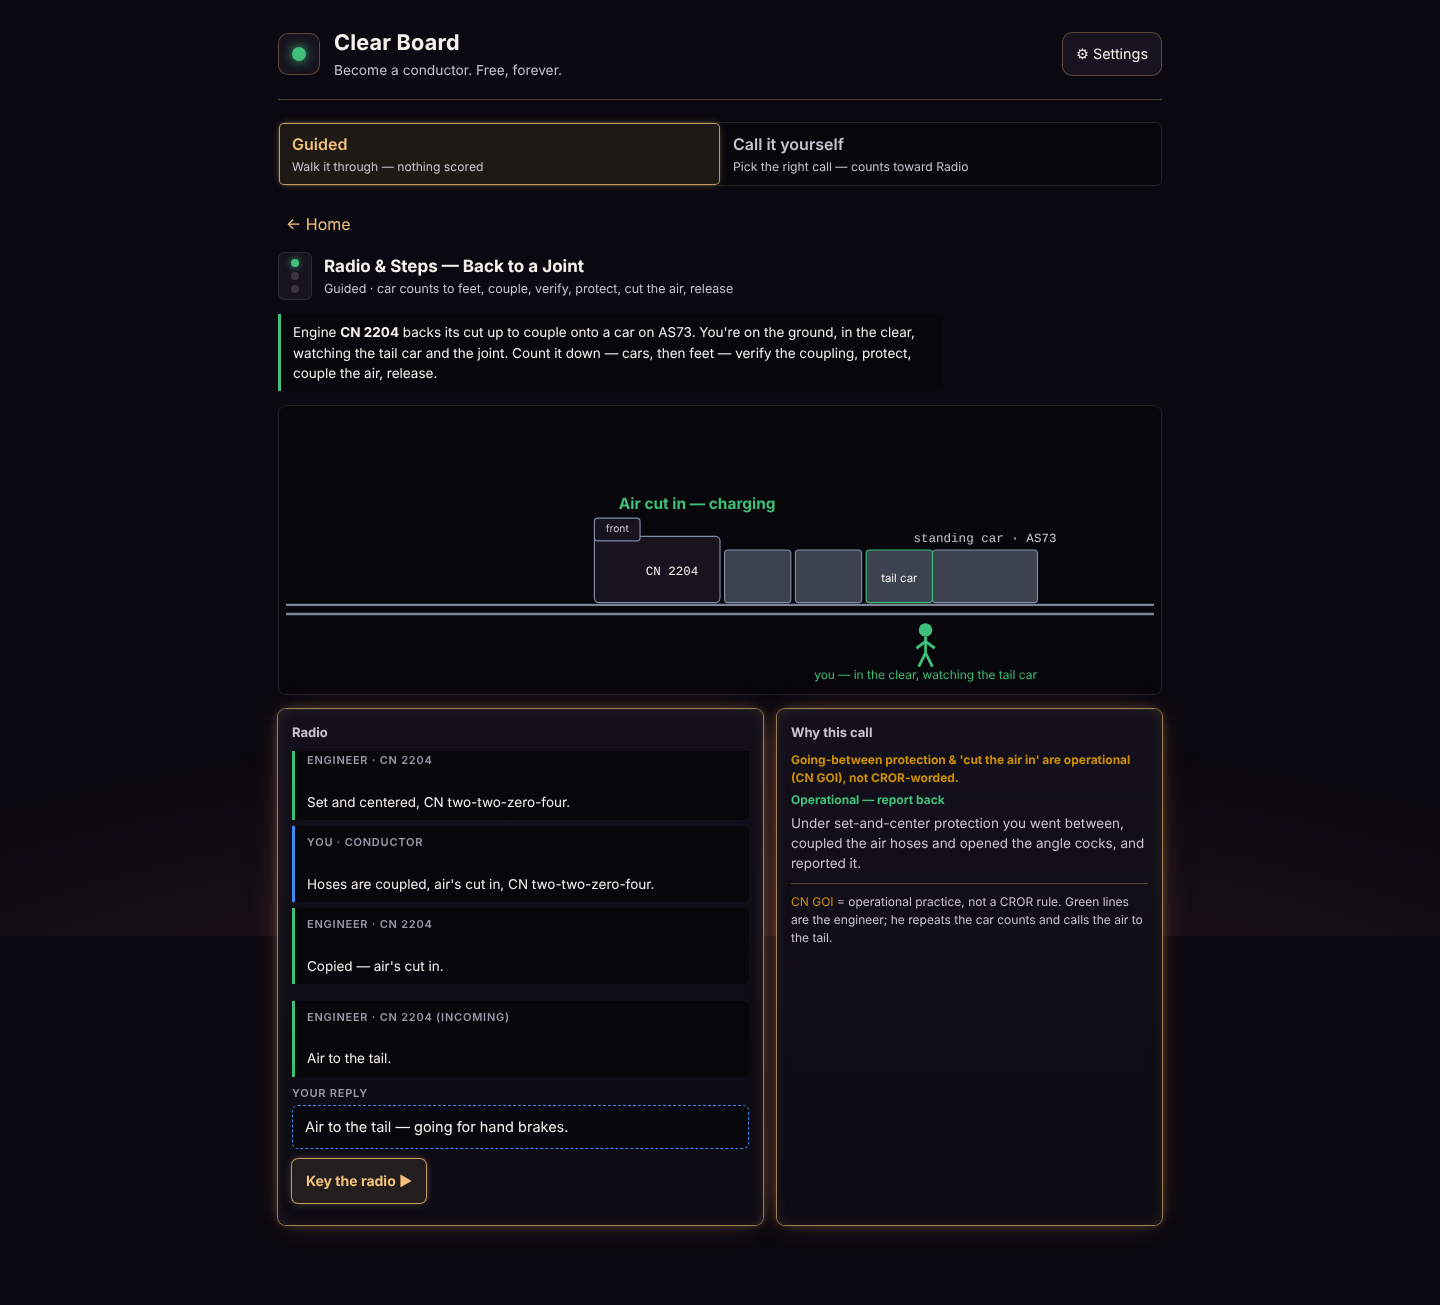 Clear Board
Become a conductor. Free, forever.
⚙ Settings
Guided
Walk it through — nothing scored
Call it yourself
Pick the right call — counts toward Radio
← Home
Radio & Steps — Back to a Joint
Guided · car counts to feet, couple, verify, protect, cut the air, release
Engine CN 2204 backs its cut up to couple onto a car on AS73. You're on the ground, in the clear,
watching the tail car and the joint. Count it down — cars, then feet — verify the coupling, protect,
couple the air, release.
Air cut in — charging
front
standing car · AS73
CN 2204
tail car
you — in the clear, watching the tail car
Radio
ENGINEER · CN 2204
Set and centered, CN two-two-zero-four.
YOU · CONDUCTOR
Hoses are coupled, air's cut in, CN two-two-zero-four.
ENGINEER · CN 2204
Copied — air's cut in.
ENGINEER · CN 2204 (INCOMING)
Air to the tail.
YOUR REPLY
Air to the tail — going for hand brakes.
Key the radio ▶
Why this call
Going-between protection & 'cut the air in' are operational
(CN GOI), not CROR-worded.
Operational — report back
Under set-and-center protection you went between,
coupled the air hoses and opened the angle cocks, and
reported it.
CN GOI = operational practice, not a CROR rule. Green lines
are the engineer; he repeats the car counts and calls the air to
the tail.